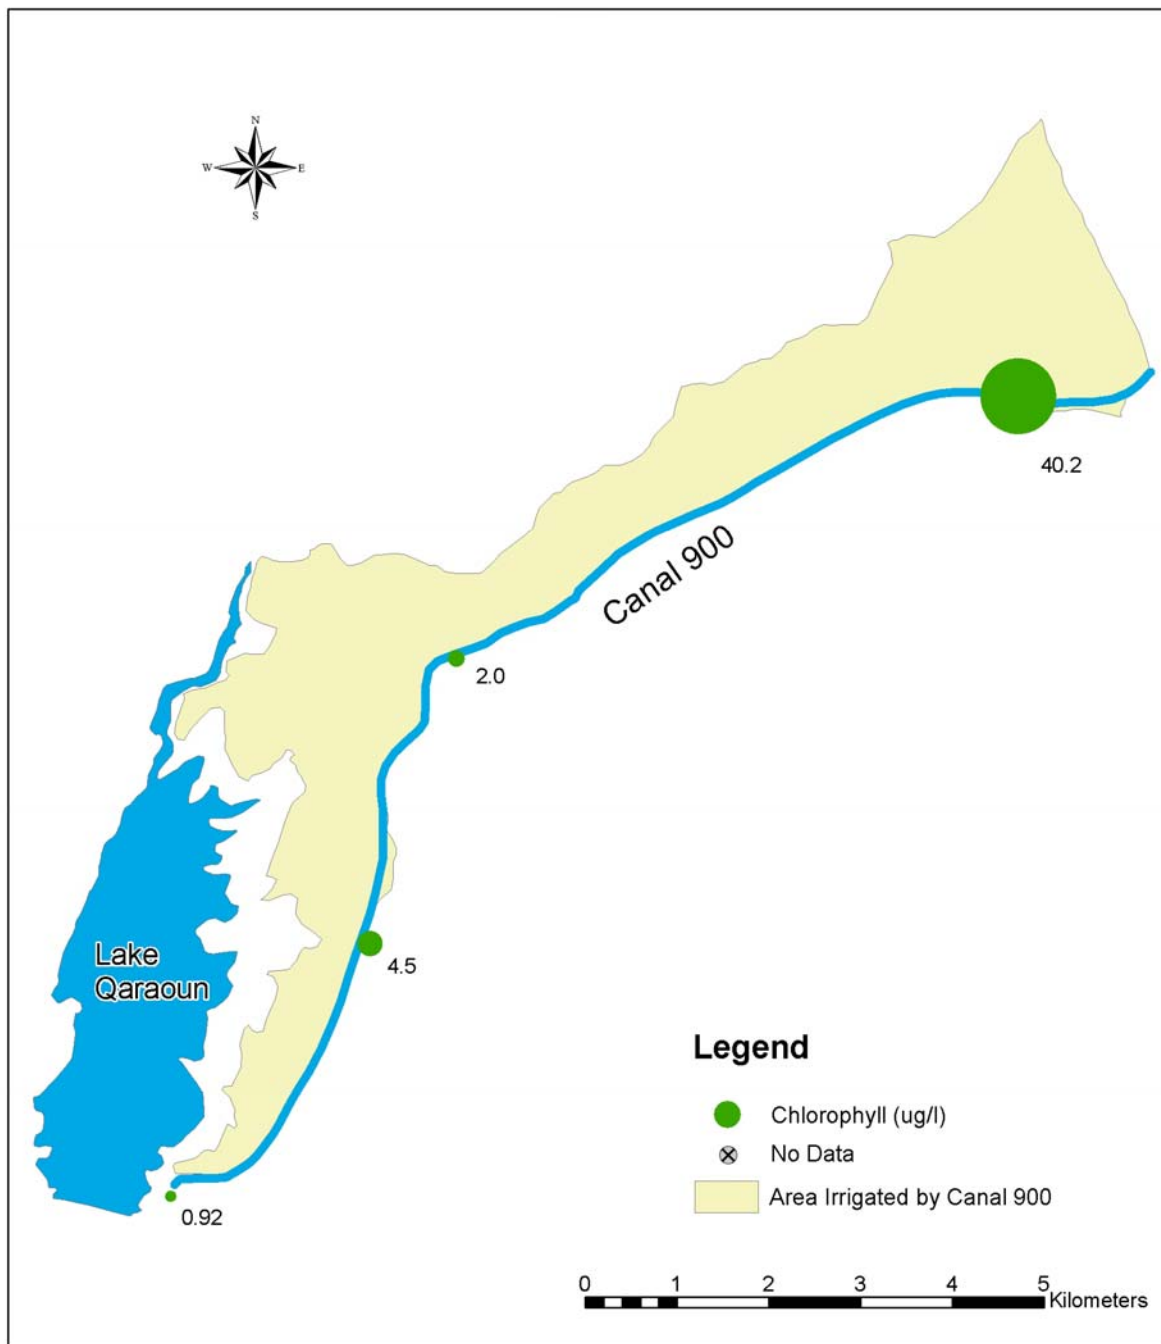 N
W E
S
40.2
Canal 900
2.0
4.5
Lake
Qaraoun
0.92
Legend
Chlorophyll (ug/l)
No Data
Area Irrigated by Canal 900
0 1 2 3 4 5
Kilometers